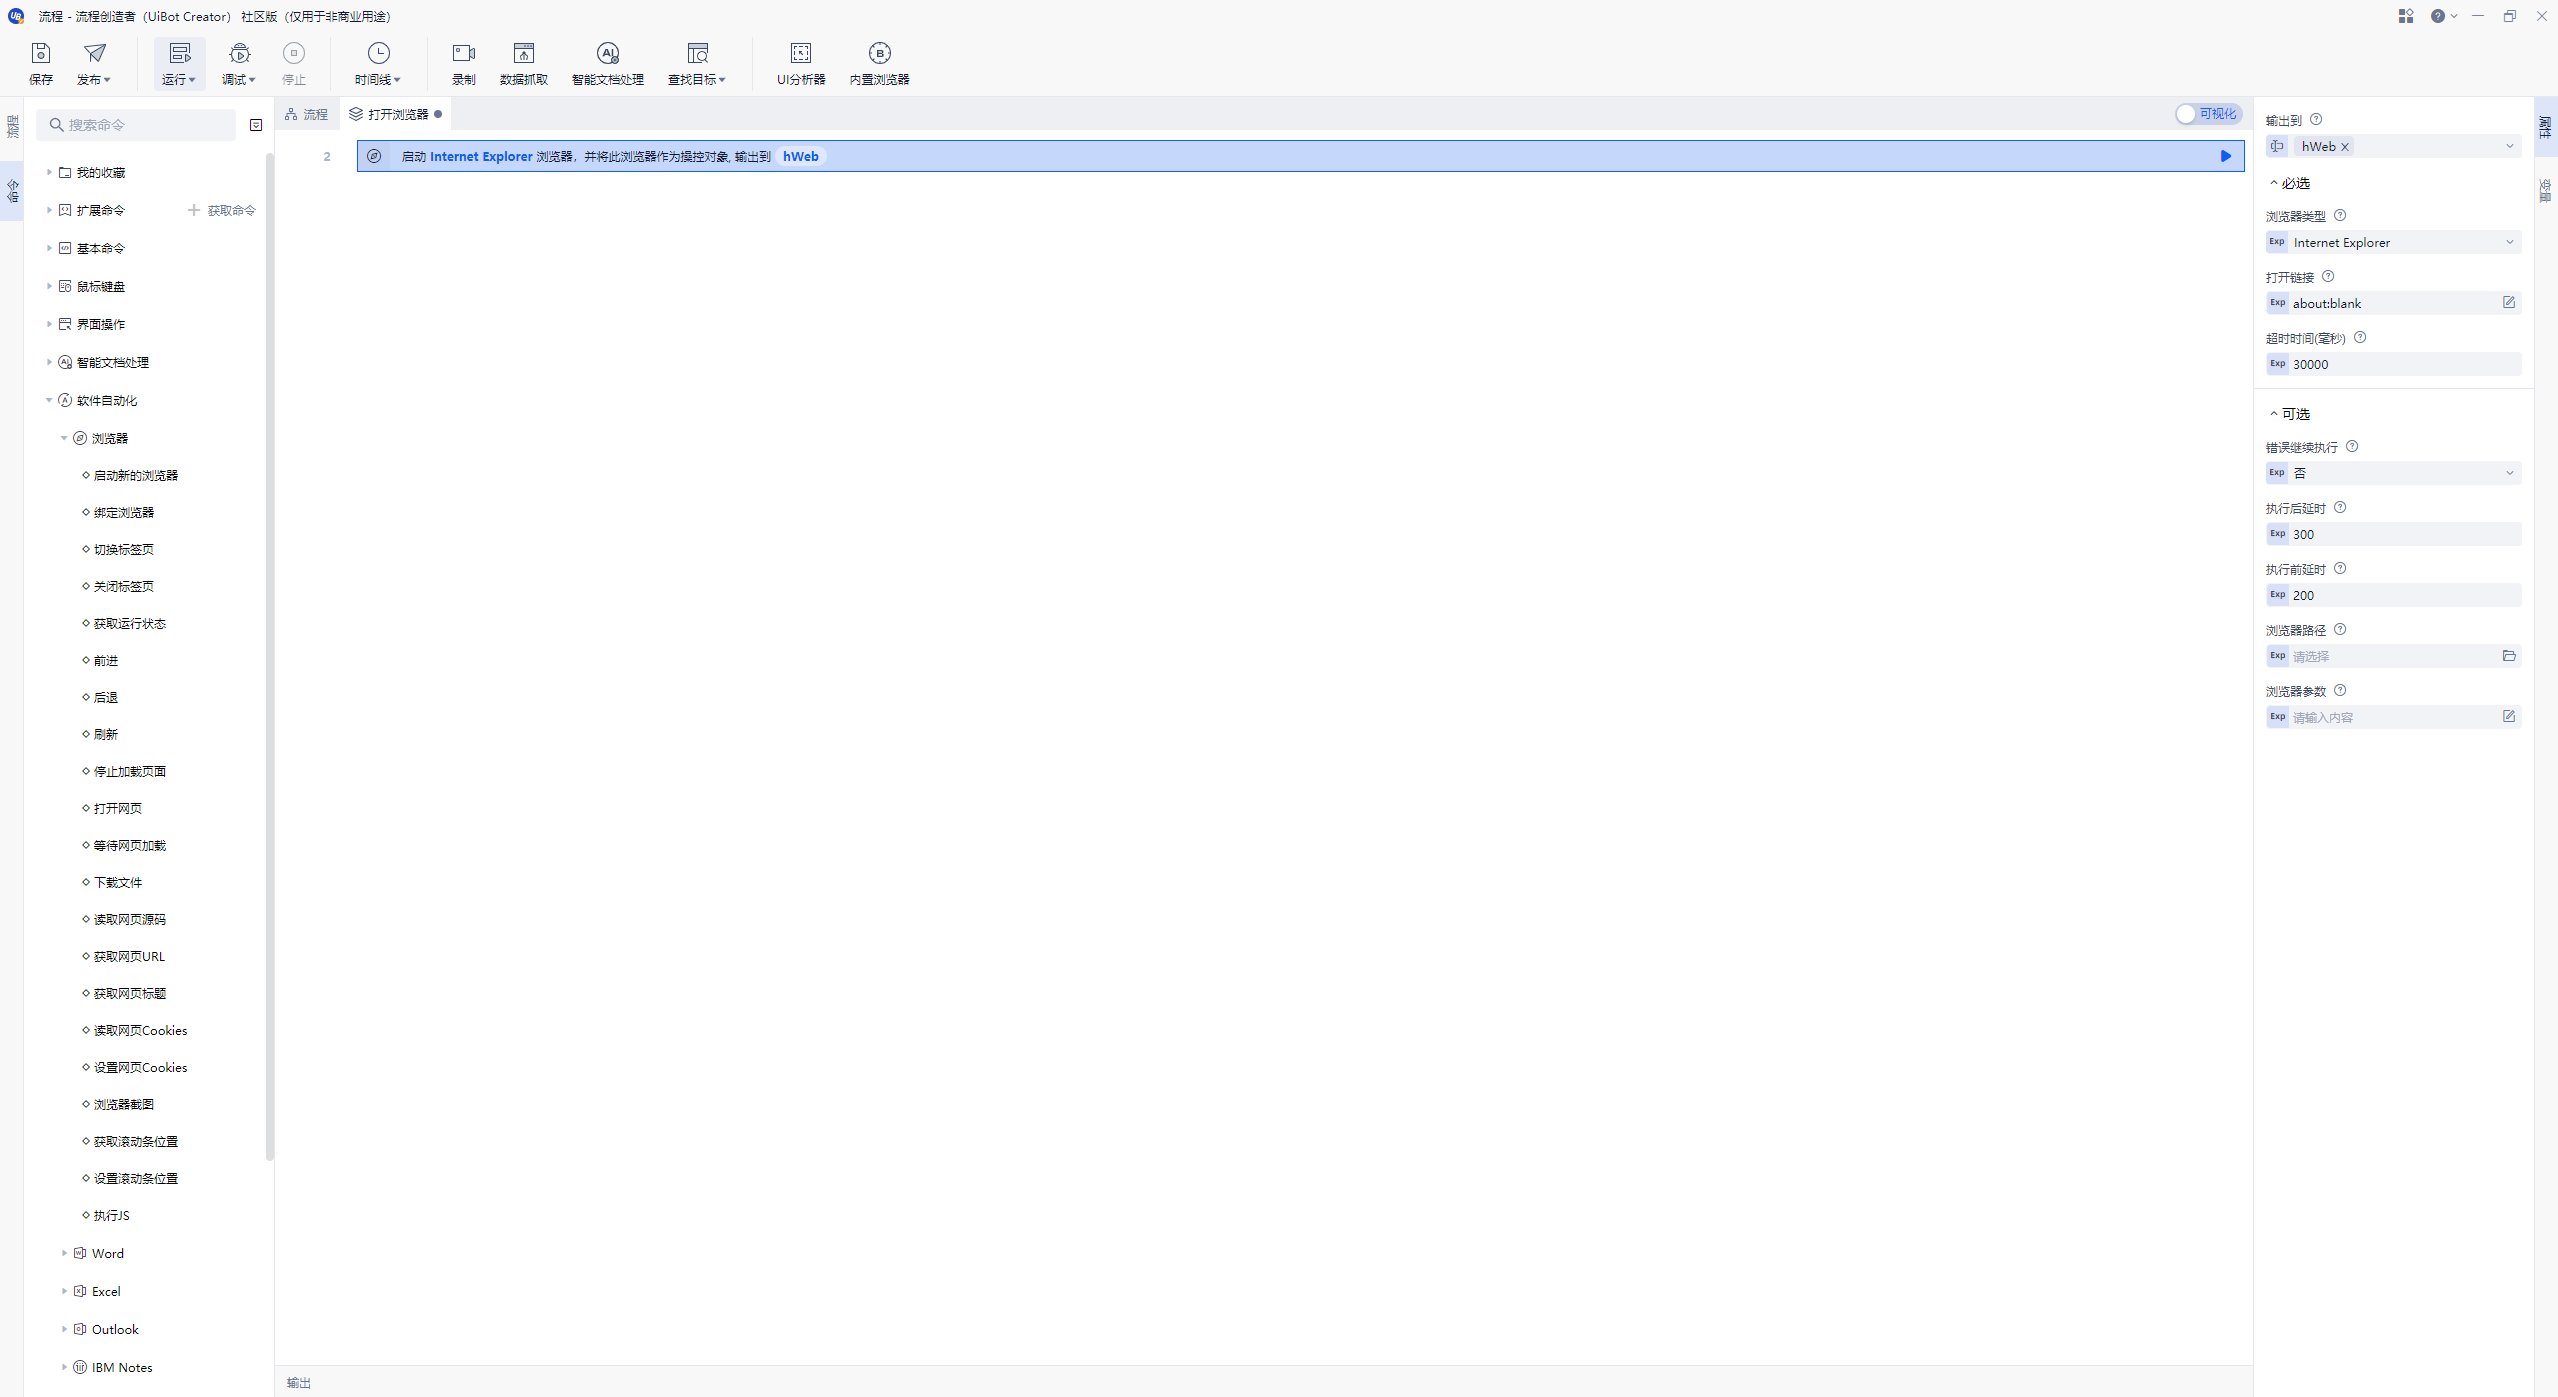 流程 - 流程创造者（UiBot Creator） 社区版（仅用于非商业用途）
保存
发布
运行
调试
停止
时间线
录制
数据抓取
智能文档处理
查找目标
UI分析器
内置浏览器
流程
命令
搜索命令
我的收藏
扩展命令
获取命令
基本命令
鼠标键盘
界面操作
智能文档处理
软件自动化
浏览器
启动新的浏览器
绑定浏览器
切换标签页
关闭标签页
获取运行状态
前进
后退
刷新
停止加载页面
打开网页
等待网页加载
下载文件
读取网页源码
获取网页URL
获取网页标题
读取网页Cookies
设置网页Cookies
浏览器截图
获取滚动条位置
设置滚动条位置
执行JS
Word
Excel
Outlook
IBM Notes
流程
打开浏览器
可视化
2
启动 Internet Explorer 浏览器，并将此浏览器作为操控对象, 输出到 hWeb
输出
输出到
hWeb
必选
浏览器类型
Exp Internet Explorer
打开链接
Exp about:blank
超时时间(毫秒)
Exp 30000
可选
错误继续执行
Exp 否
执行后延时
Exp 300
执行前延时
Exp 200
浏览器路径
Exp 请选择
浏览器参数
Exp 请输入内容
属性
变量